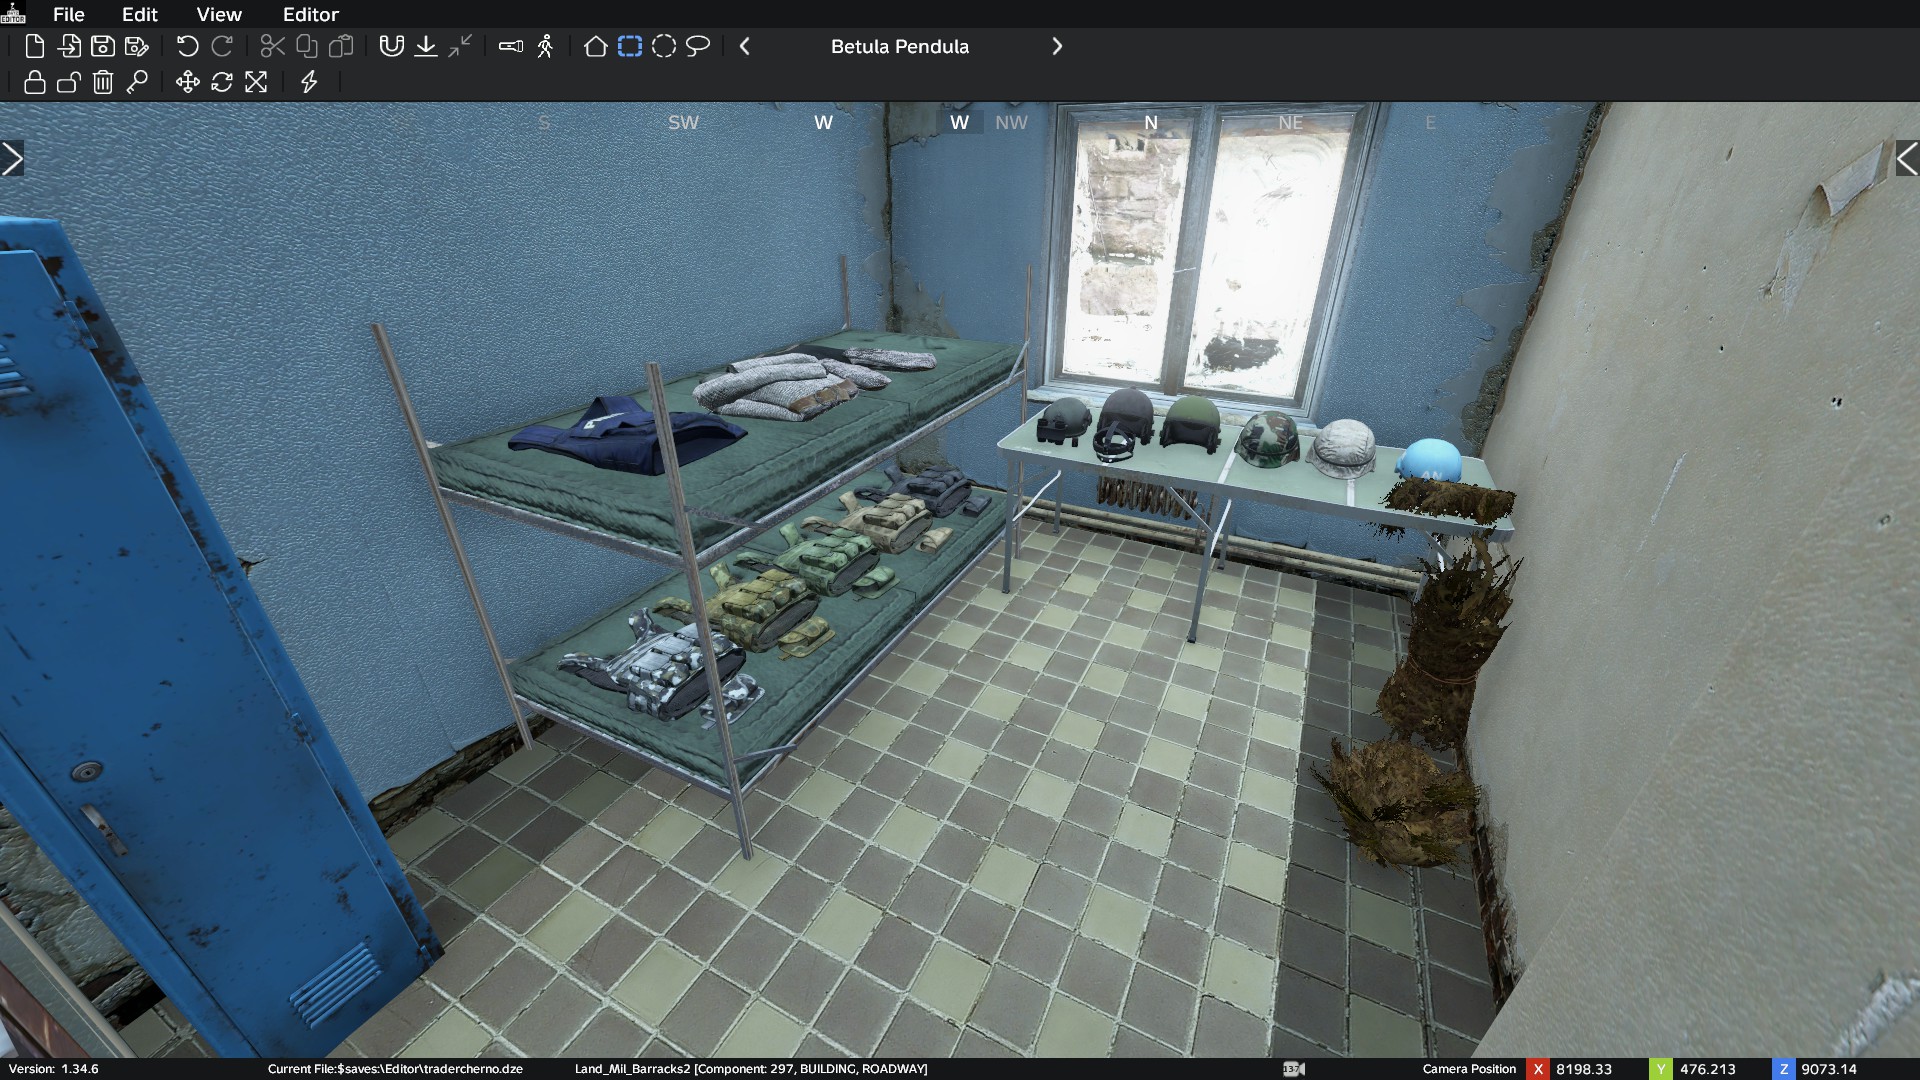 File Edit View Editor
Betula Pendula
S SW W W NW N NE E
Version: 1.34.6 Current File:$saves:\Editor\tradercherno.dze Land_Mil_Barracks2 [Component: 297, BUILDING, ROADWAY] 137 Camera Position X 8198.33 Y 476.213 Z 9073.14